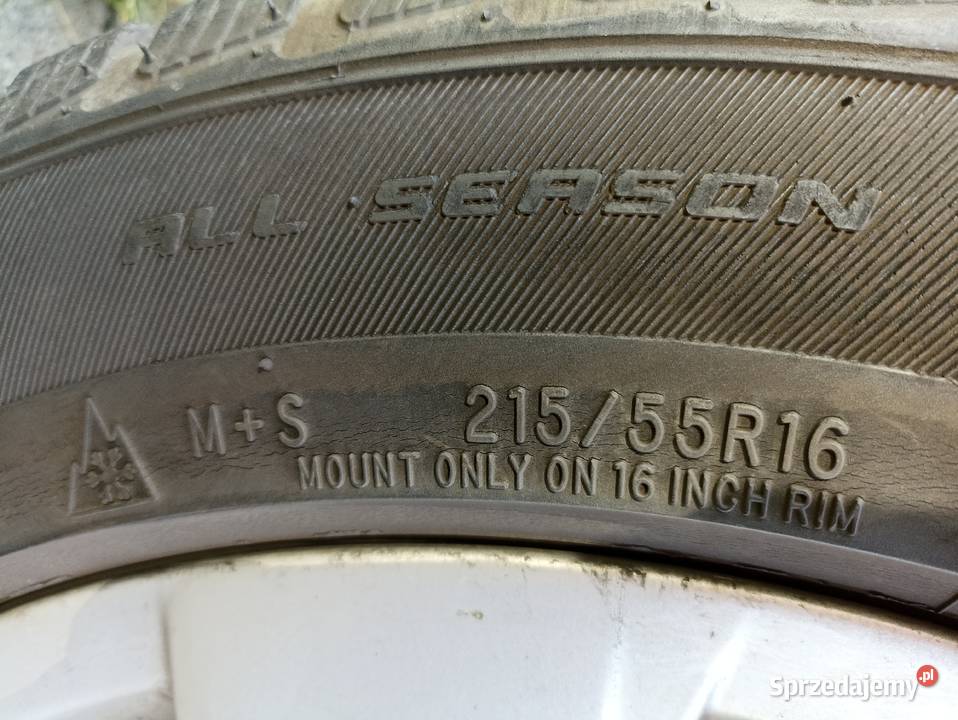 ALL SEASON
M+S 215/55R16
MOUNT ONLY ON 16 INCH RIM
Sprzedajemy.pl